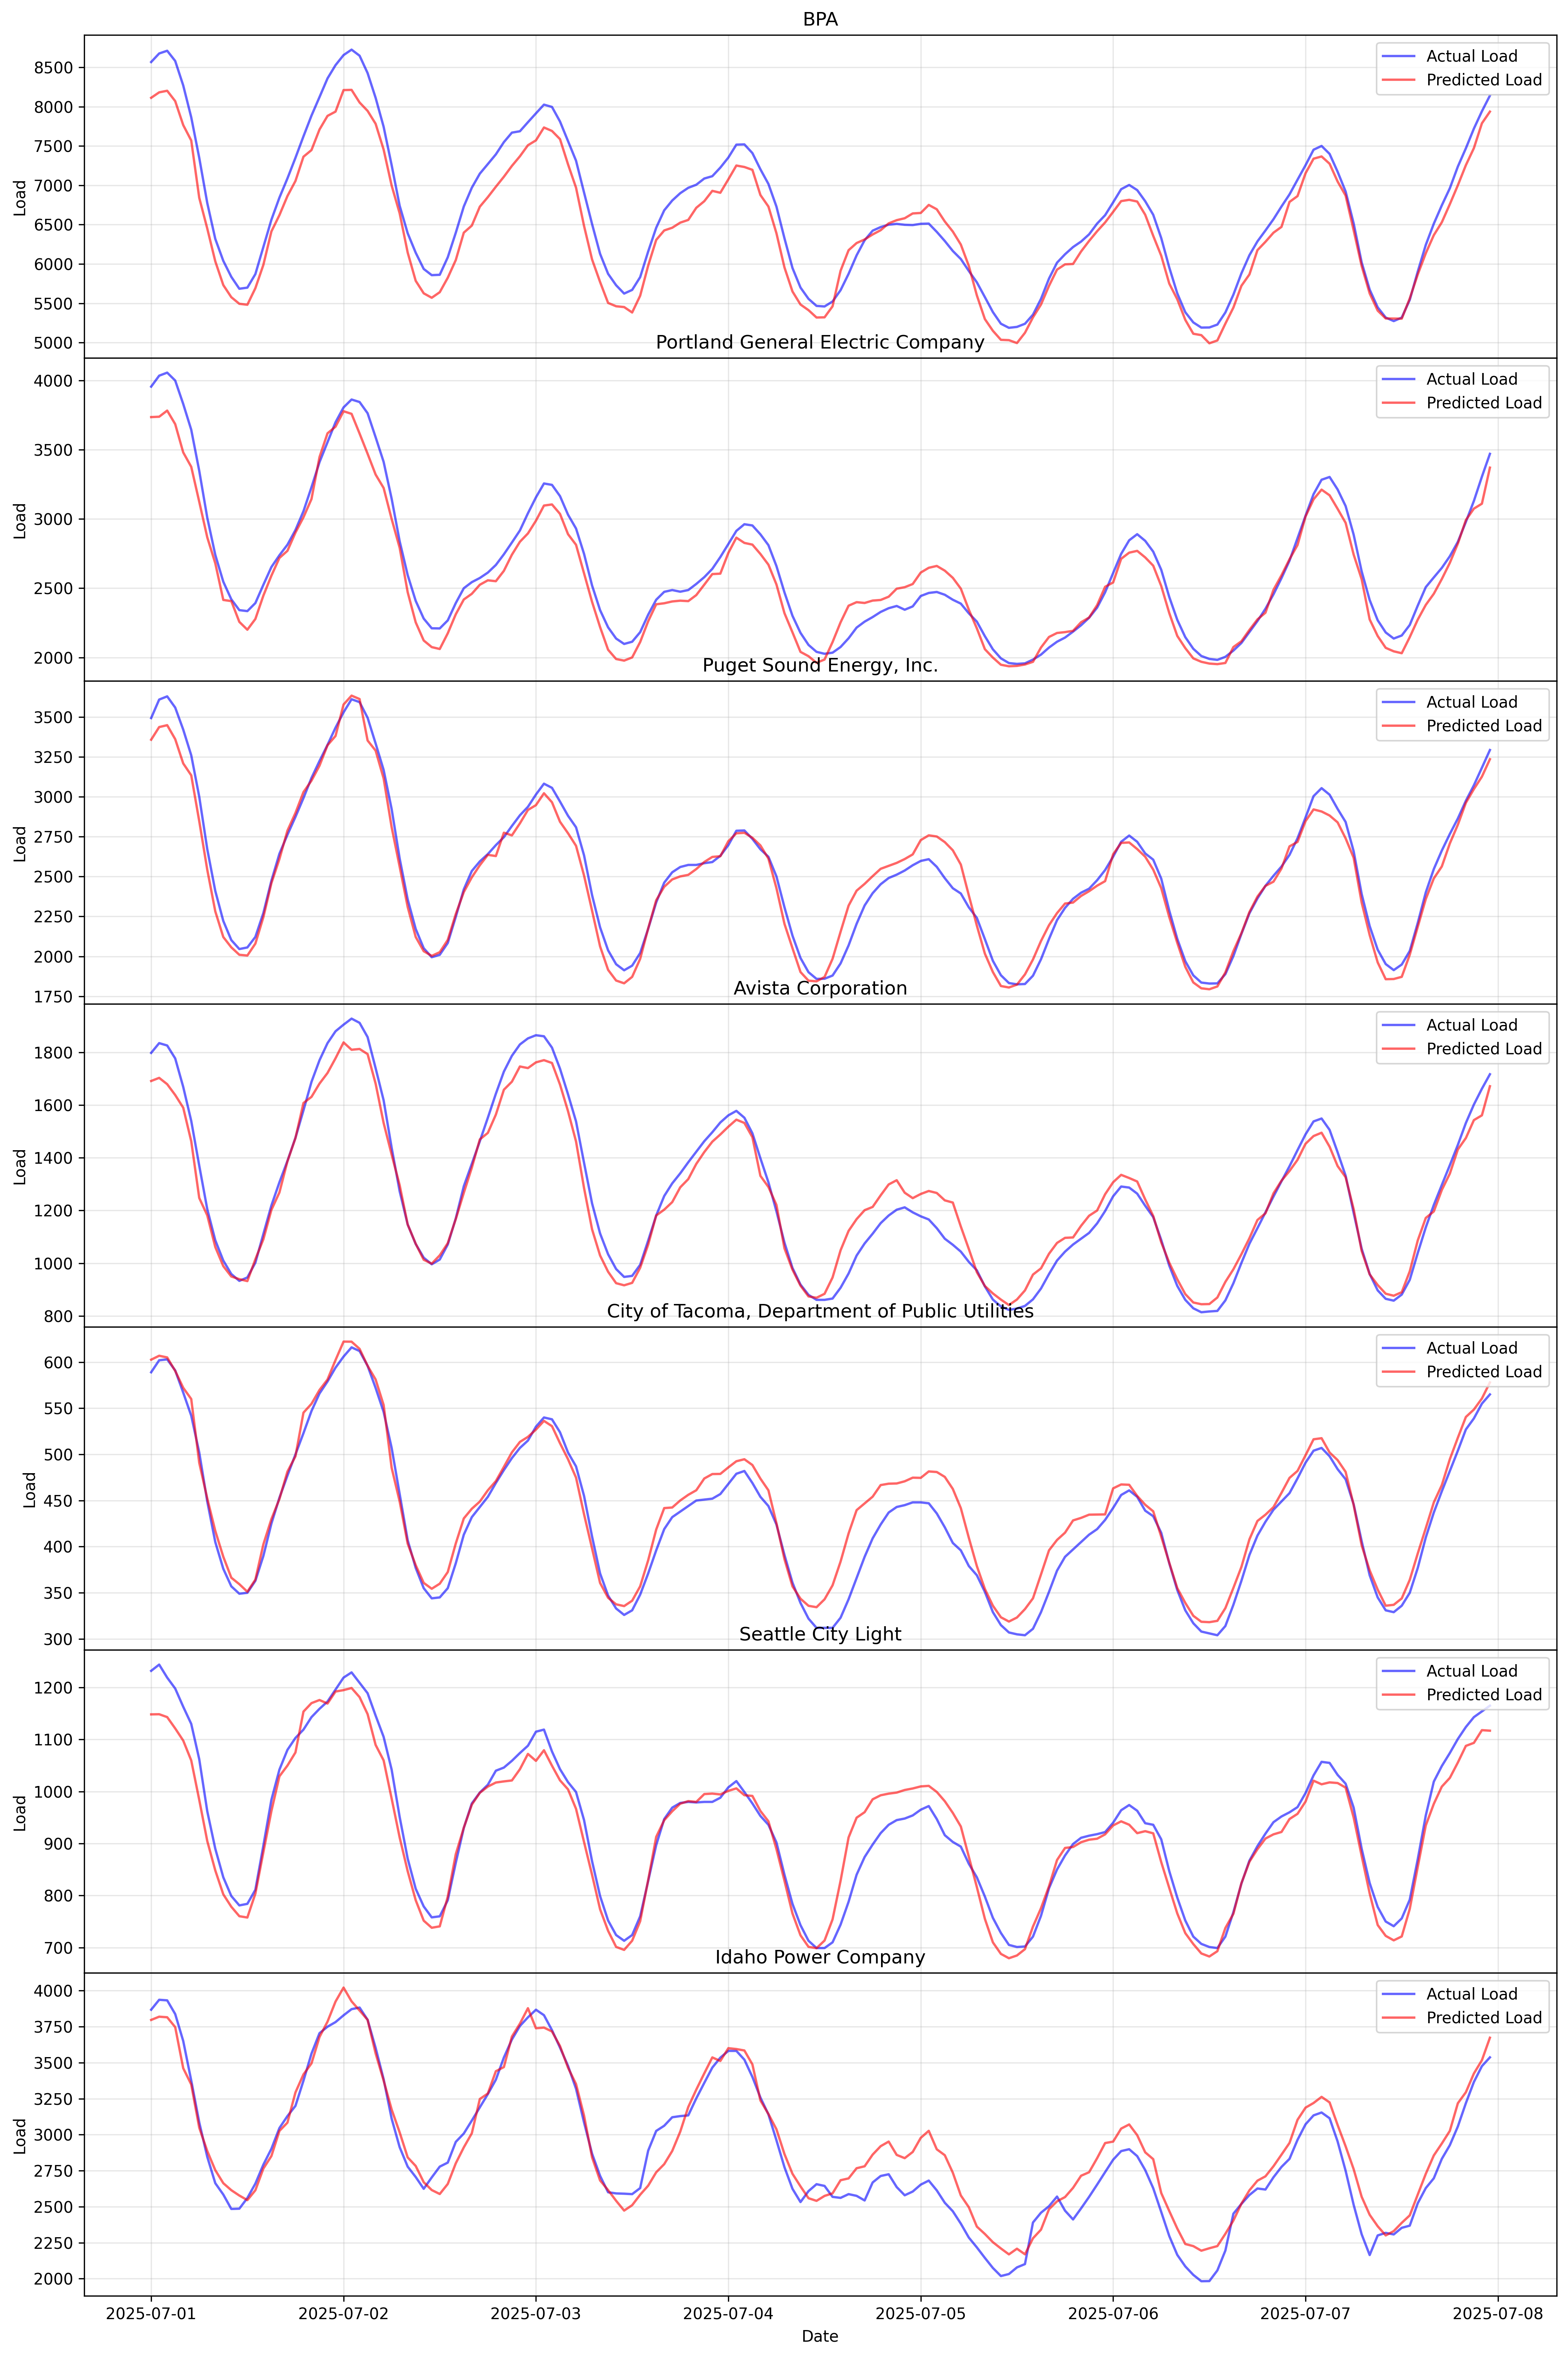 BPA
Load
8500
8000
7500
7000
6500
6000
5500
5000
Actual Load
Predicted Load
Portland General Electric Company
Load
4000
3500
3000
2500
2000
Actual Load
Predicted Load
Puget Sound Energy, Inc.
Load
3500
3250
3000
2750
2500
2250
2000
1750
Actual Load
Predicted Load
Avista Corporation
Load
1800
1600
1400
1200
1000
800
Actual Load
Predicted Load
City of Tacoma, Department of Public Utilities
Load
600
550
500
450
400
350
300
Actual Load
Predicted Load
Seattle City Light
Load
1200
1100
1000
900
800
700
Actual Load
Predicted Load
Idaho Power Company
Load
4000
3750
3500
3250
3000
2750
2500
2250
2000
Actual Load
Predicted Load
2025-07-01
2025-07-02
2025-07-03
2025-07-04
2025-07-05
2025-07-06
2025-07-07
2025-07-08
Date